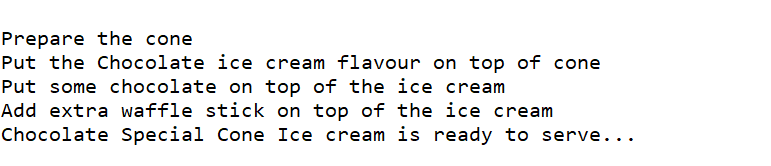 Prepare the cone
Put the Chocolate ice cream flavour on top of cone
Put some chocolate on top of the ice cream
Add extra waffle stick on top of the ice cream
Chocolate Special Cone Ice cream is ready to serve...